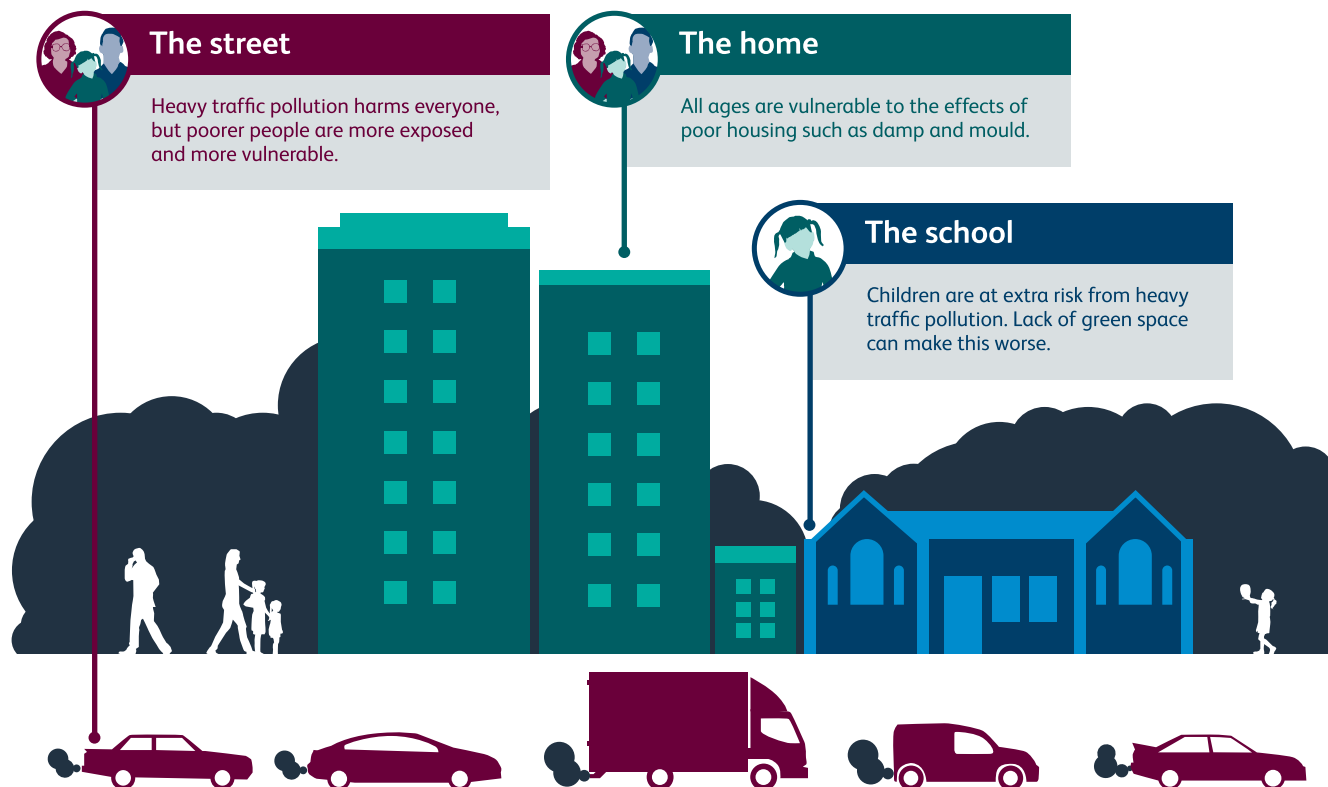 The street
Heavy traffic pollution harms everyone,
but poorer people are more exposed
and more vulnerable.
The home
All ages are vulnerable to the effects of
poor housing such as damp and mould.
The school
Children are at extra risk from heavy
traffic pollution. Lack of green space
can make this worse.